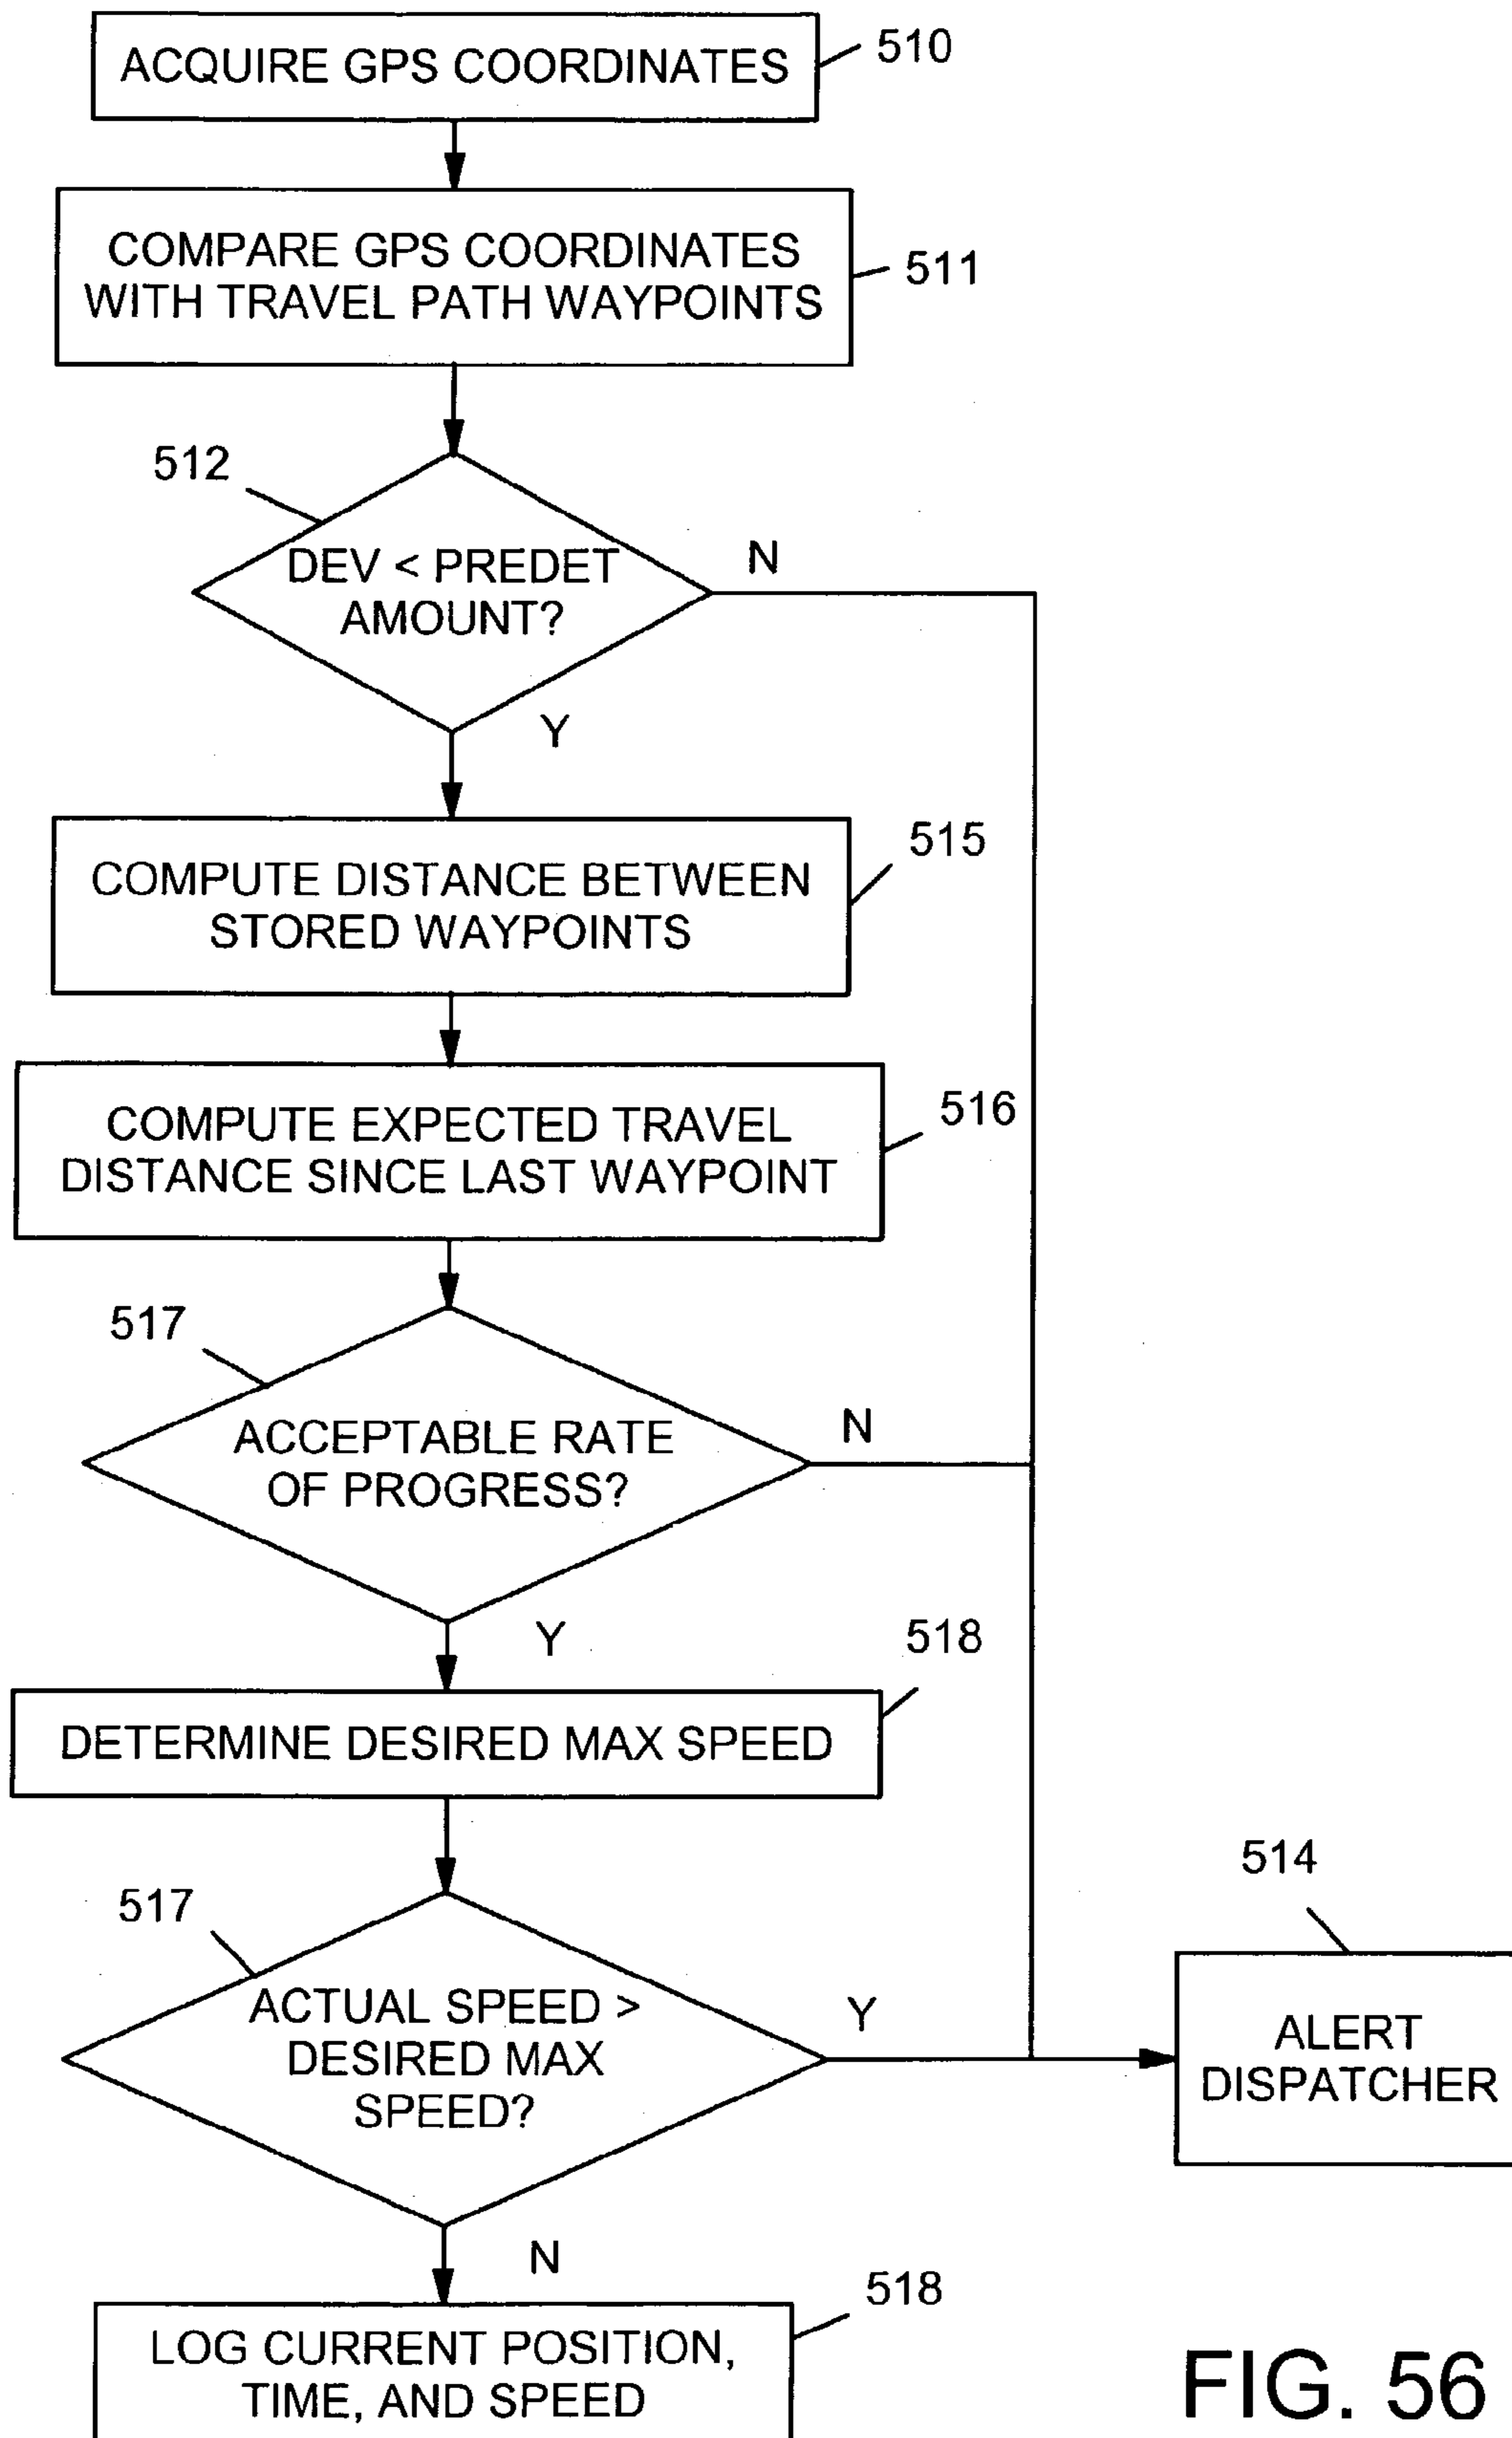 ACQUIRE GPS COORDINATES
510
COMPARE GPS COORDINATES
WITH TRAVEL PATH WAYPOINTS
511
512
DEV < PREDET
AMOUNT?
N
Y
COMPUTE DISTANCE BETWEEN
STORED WAYPOINTS
515
COMPUTE EXPECTED TRAVEL
DISTANCE SINCE LAST WAYPOINT
516
517
ACCEPTABLE RATE
OF PROGRESS?
N
Y
518
DETERMINE DESIRED MAX SPEED
517
ACTUAL SPEED >
DESIRED MAX
SPEED?
Y
514
ALERT
DISPATCHER
N
518
LOG CURRENT POSITION,
TIME, AND SPEED
FIG. 56